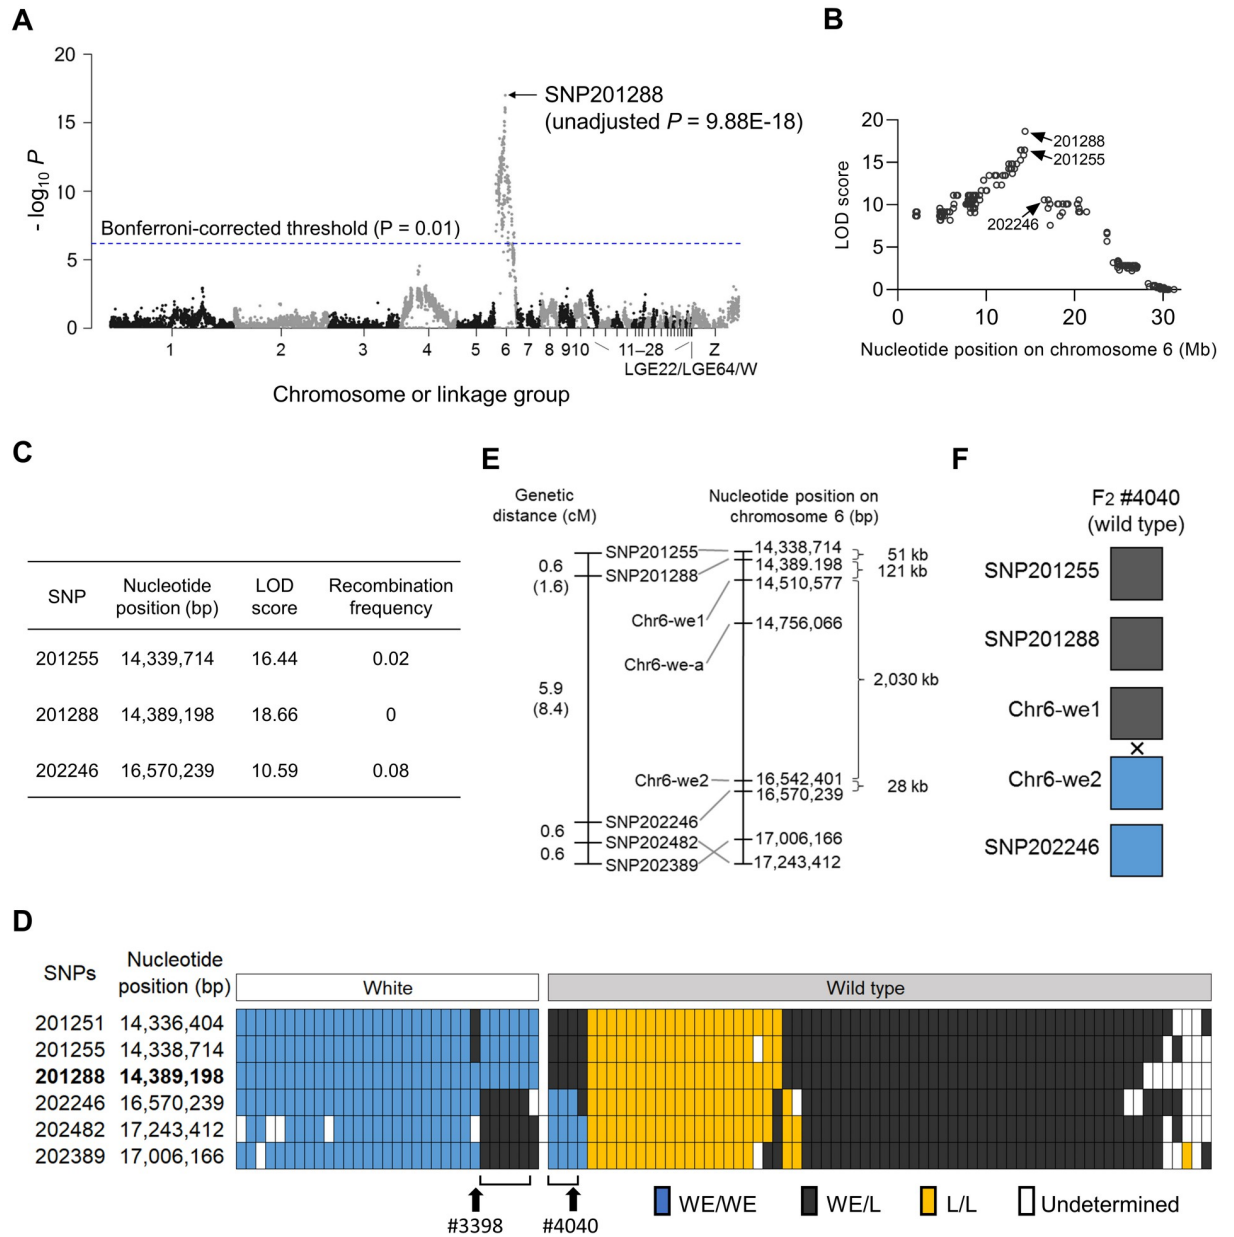 A
20
15
10
5
0
- log10 P
SNP201288
(unadjusted P = 9.88E-18)
Bonferroni-corrected threshold (P = 0.01)
1 2 3 4 5 6 7 8 9 10 11–28 Z
LGE22/LGE64/W
Chromosome or linkage group
B
20
15
10
5
0
LOD score
201288
201255
202246
0 10 20 30
Nucleotide position on chromosome 6 (Mb)
C
SNP Nucleotide position (bp) LOD score Recombination frequency
201255 14,339,714 16.44 0.02
201288 14,389,198 18.66 0
202246 16,570,239 10.59 0.08
E
Genetic
distance (cM)
Nucleotide position on
chromosome 6 (bp)
0.6
(1.6)
5.9
(8.4)
0.6
0.6
SNP201255
SNP201288
Chr6-we1
Chr6-we-a
Chr6-we2
SNP202246
SNP202482
SNP202389
14,338,714
14,389.198
14,510,577
14,756,066
16,542,401
16,570,239
17,006,166
17,243,412
51 kb
121 kb
2,030 kb
28 kb
F
F2 #4040
(wild type)
SNP201255
SNP201288
Chr6-we1
×
Chr6-we2
SNP202246
D
SNPs Nucleotide position (bp)
White Wild type
201251 14,336,404
201255 14,338,714
201288 14,389,198
202246 16,570,239
202482 17,243,412
202389 17,006,166
#3398 #4040
WE/WE WE/L L/L Undetermined